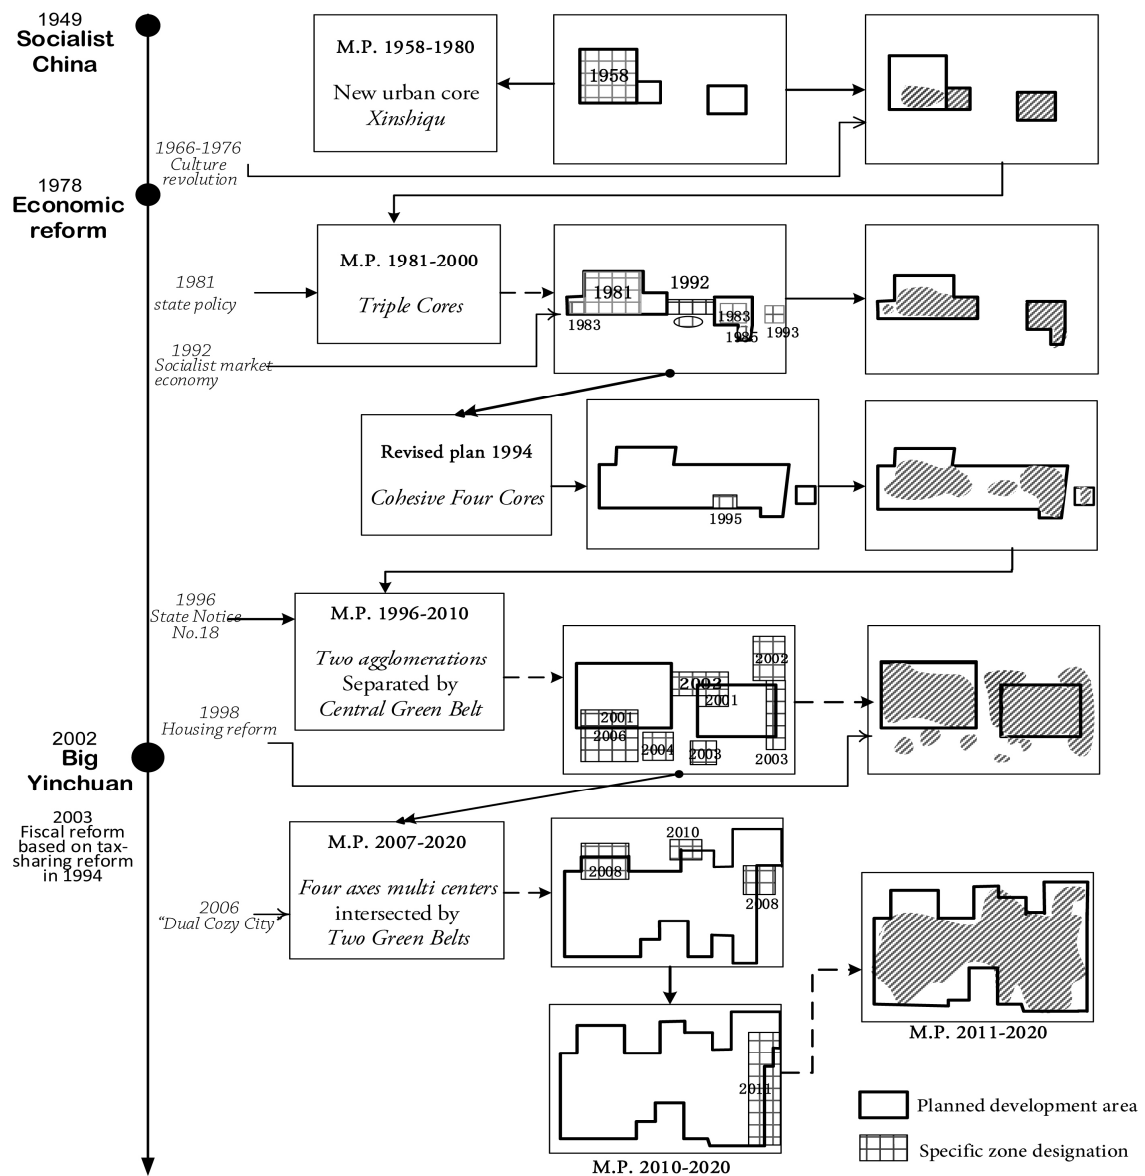 1949
Socialist
China
M.P. 1958-1980
New urban core
Xinshiqu
1958
1966-1976
Culture
revolution
1978
Economic
reform
M.P. 1981-2000
Triple Cores
1981
state policy
1981
1992
1983
1983
1985
1993
1992
Socialist market
economy
Revised plan 1994
Cohesive Four Cores
1995
1996
State Notice
No.18
M.P. 1996-2010
Two agglomerations
Separated by
Central Green Belt
2002
2002
2001
2001
2006
2004
2003
2003
1998
Housing reform
2002
Big
Yinchuan
2003
Fiscal reform
based on tax-
sharing reform
in 1994
M.P. 2007-2020
Four axes multi centers
intersected by
Two Green Belts
2010
2008
2008
2006
“Dual Cozy City”
2011
M.P. 2011-2020
M.P. 2010-2020
Planned development area
Specific zone designation